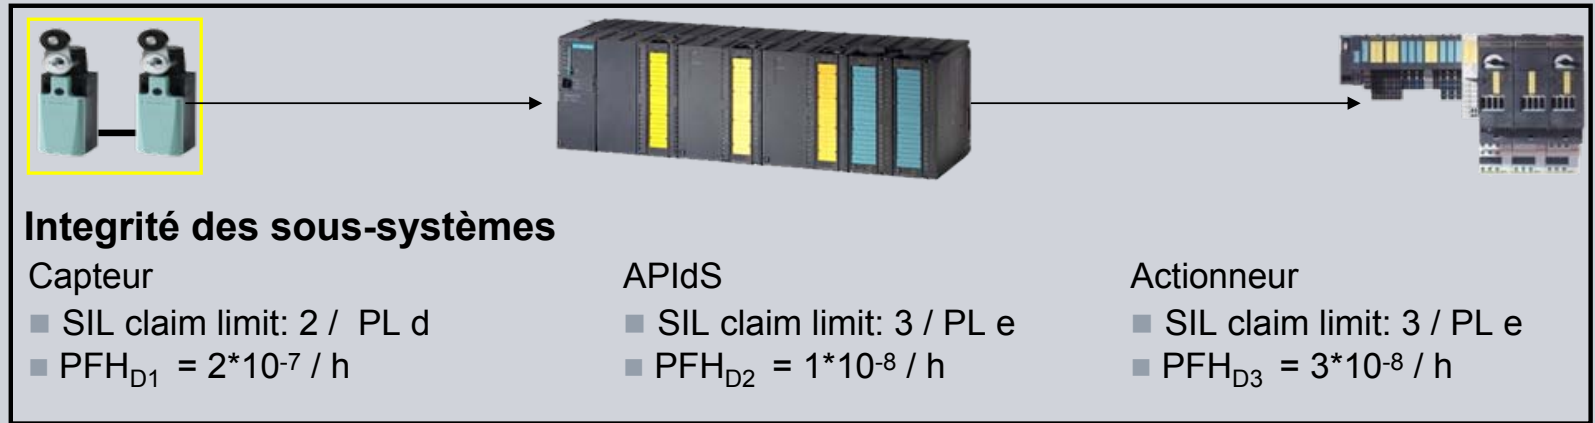 SIEMENS
Integrité des sous-systèmes
Capteur
SIL claim limit: 2 / PL d
PFHD1 = 2*10-7 / h
APIdS
SIL claim limit: 3 / PL e
PFHD2 = 1*10-8 / h
Actionneur
SIL claim limit: 3 / PL e
PFHD3 = 3*10-8 / h